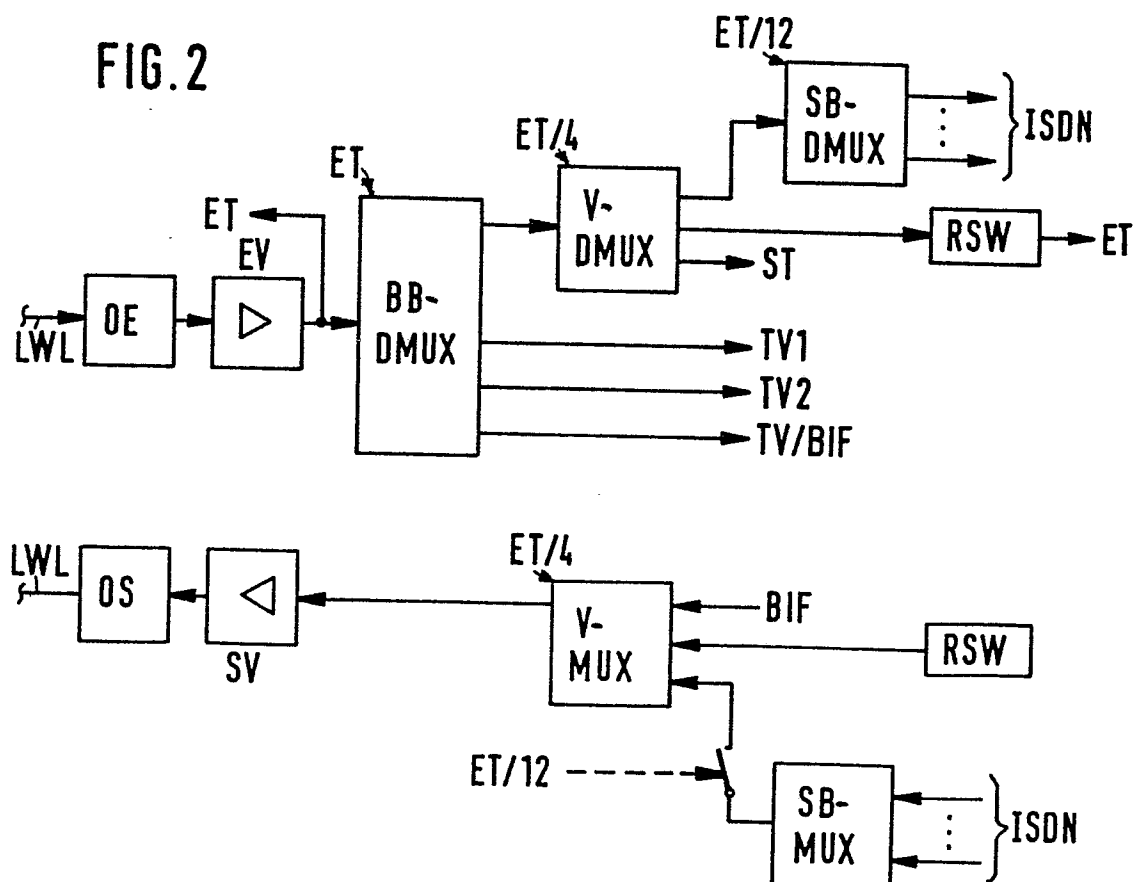 FIG.2
ET/12
SB-
DMUX
ISDN
ET/4
V-
DMUX
ET
ET
EV
BB-
DMUX
OE
LWL
ST
RSW
ET
TV1
TV2
TV/BIF
LWL
OS
SV
ET/4
V-
MUX
BIF
RSW
ET/12
SB-
MUX
ISDN